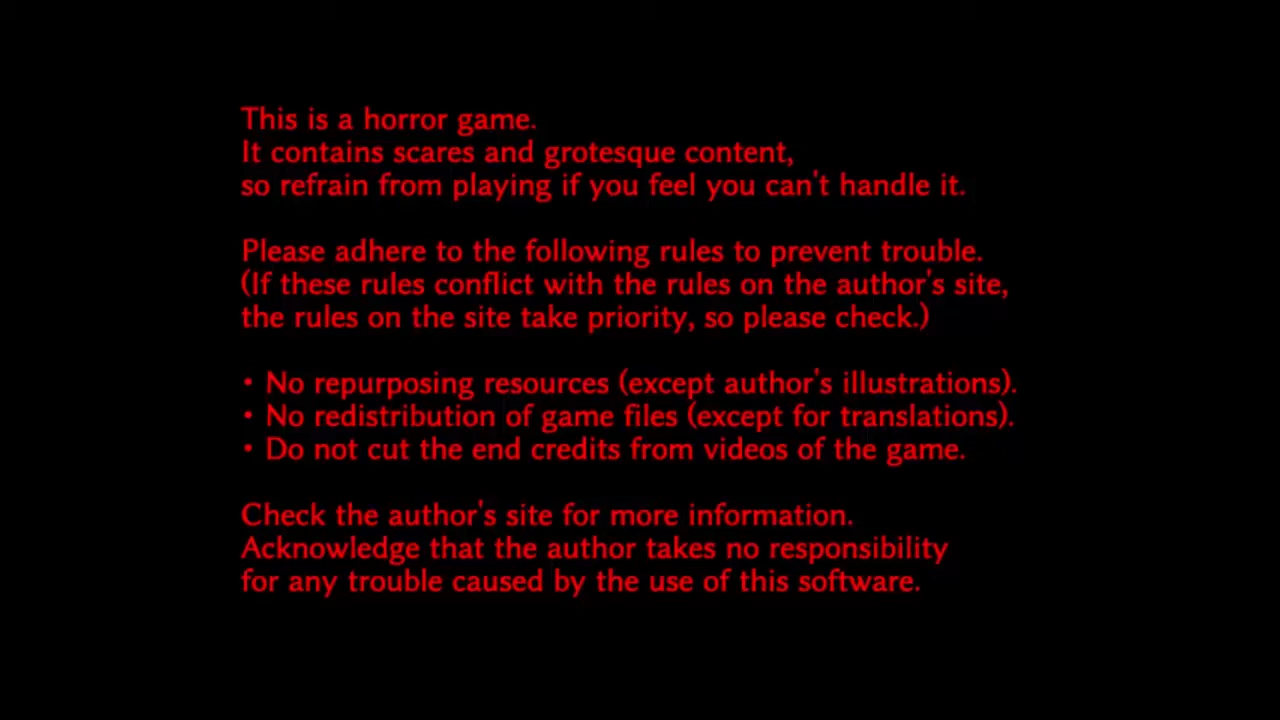 This is a horror game.
It contains scares and grotesque content,
so refrain from playing if you feel you can't handle it.
Please adhere to the following rules to prevent trouble.
(If these rules conflict with the rules on the author's site,
the rules on the site take priority, so please check.)
• No repurposing resources (except author's illustrations).
• No redistribution of game files (except for translations).
• Do not cut the end credits from videos of the game.
Check the author's site for more information.
Acknowledge that the author takes no responsibility
for any trouble caused by the use of this software.